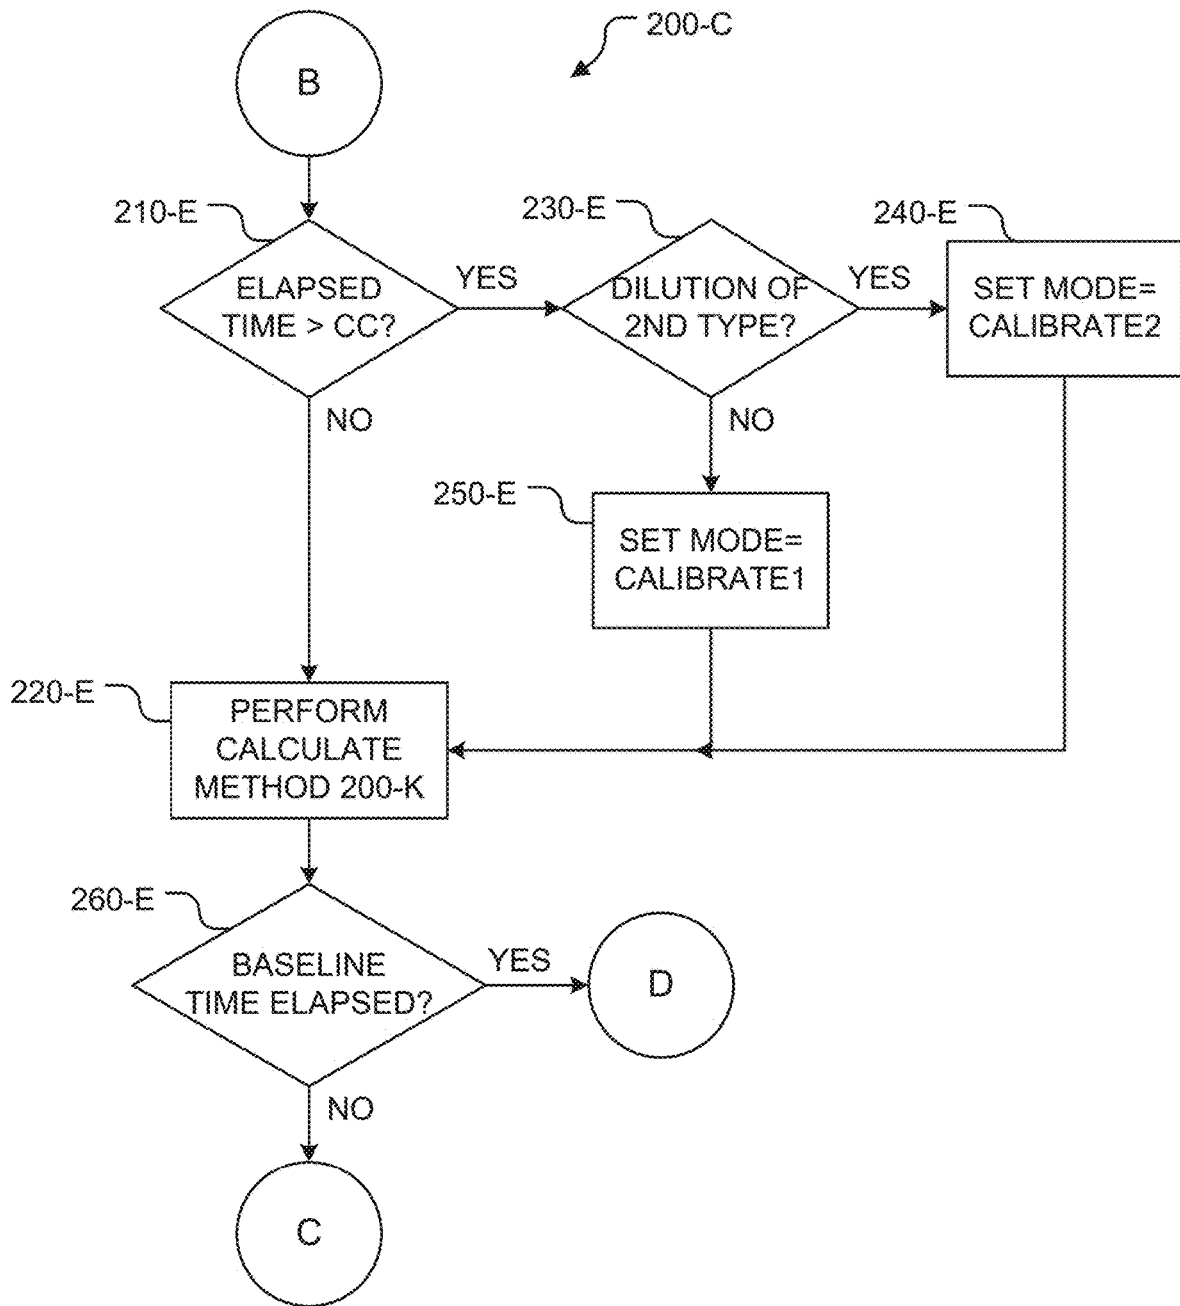 B
200-C
210-E
230-E
240-E
ELAPSED
TIME > CC?
YES
DILUTION OF
2ND TYPE?
YES
SET MODE=
CALIBRATE2
NO
NO
250-E
SET MODE=
CALIBRATE1
220-E
PERFORM
CALCULATE
METHOD 200-K
260-E
BASELINE
TIME ELAPSED?
YES
D
NO
C